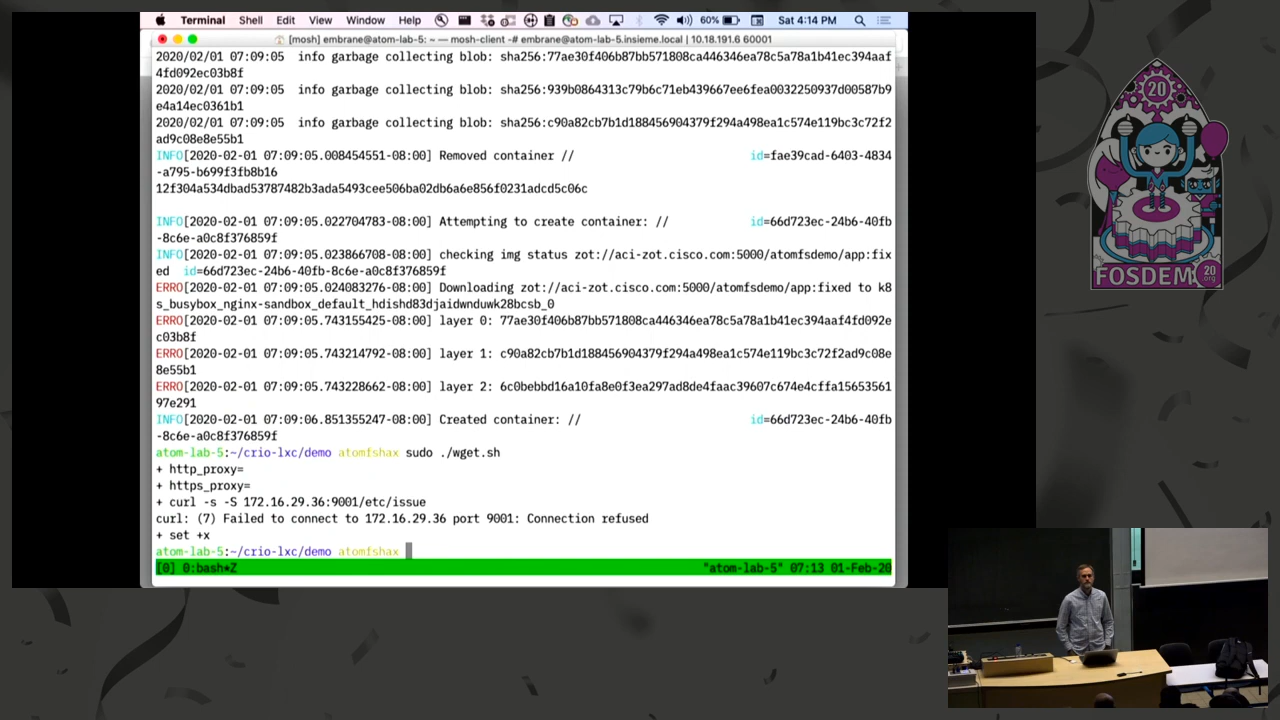 Terminal Shell Edit View Window Help 60% Sat 4:14 PM
[mosh] embrane@atom-lab-5: ~ — mosh-client -# embrane@atom-lab-5.insieme.local | 10.18.191.6 60001
2020/02/01 07:09:05  info garbage collecting blob: sha256:77ae30f406b87bb571808ca446346ea78c5a78a1b41ec394aaf
4fd092ec03b8f
2020/02/01 07:09:05  info garbage collecting blob: sha256:939b0864313c79b6c71eb439667ee6fea0032250937d00587b9
e4a14ec0361b1
2020/02/01 07:09:05  info garbage collecting blob: sha256:c90a82cb7b1d188456904379f294a498ea1c574e119bc3c72f2
ad9c08e8e55b1
INFO[2020-02-01 07:09:05.008454551-08:00] Removed container // id=fae39cad-6403-4834
-a795-b699f3fb8b16
12f304a534dbad53787482b3ada5493cee506ba02db6a6e856f0231adcd5c06c
INFO[2020-02-01 07:09:05.022704783-08:00] Attempting to create container: // id=66d723ec-24b6-40fb
-8c6e-a0c8f376859f
INFO[2020-02-01 07:09:05.023866708-08:00] checking img status zot://aci-zot.cisco.com:5000/atomfsdemo/app:fix
ed  id=66d723ec-24b6-40fb-8c6e-a0c8f376859f
ERRO[2020-02-01 07:09:05.024083276-08:00] Downloading zot://aci-zot.cisco.com:5000/atomfsdemo/app:fixed to k8
s_busybox_nginx-sandbox_default_hdishd83djaidwnduwk28bcsb_0
ERRO[2020-02-01 07:09:05.743155425-08:00] layer 0: 77ae30f406b87bb571808ca446346ea78c5a78a1b41ec394aaf4fd092e
c03b8f
ERRO[2020-02-01 07:09:05.743214792-08:00] layer 1: c90a82cb7b1d188456904379f294a498ea1c574e119bc3c72f2ad9c08e
8e55b1
ERRO[2020-02-01 07:09:05.743228662-08:00] layer 2: 6c0bebbd16a10fa8e0f3ea297ad8de4faac39607c674e4cffa15653561
97e291
INFO[2020-02-01 07:09:06.851355247-08:00] Created container: // id=66d723ec-24b6-40fb
-8c6e-a0c8f376859f
atom-lab-5:~/crio-lxc/demo atomfshax sudo ./wget.sh
+ http_proxy=
+ https_proxy=
+ curl -s -S 172.16.29.36:9001/etc/issue
curl: (7) Failed to connect to 172.16.29.36 port 9001: Connection refused
+ set +x
atom-lab-5:~/crio-lxc/demo atomfshax
[0] 0:bash*Z "atom-lab-5" 07:13 01-Feb-20
20
FOSDEM 20 .org